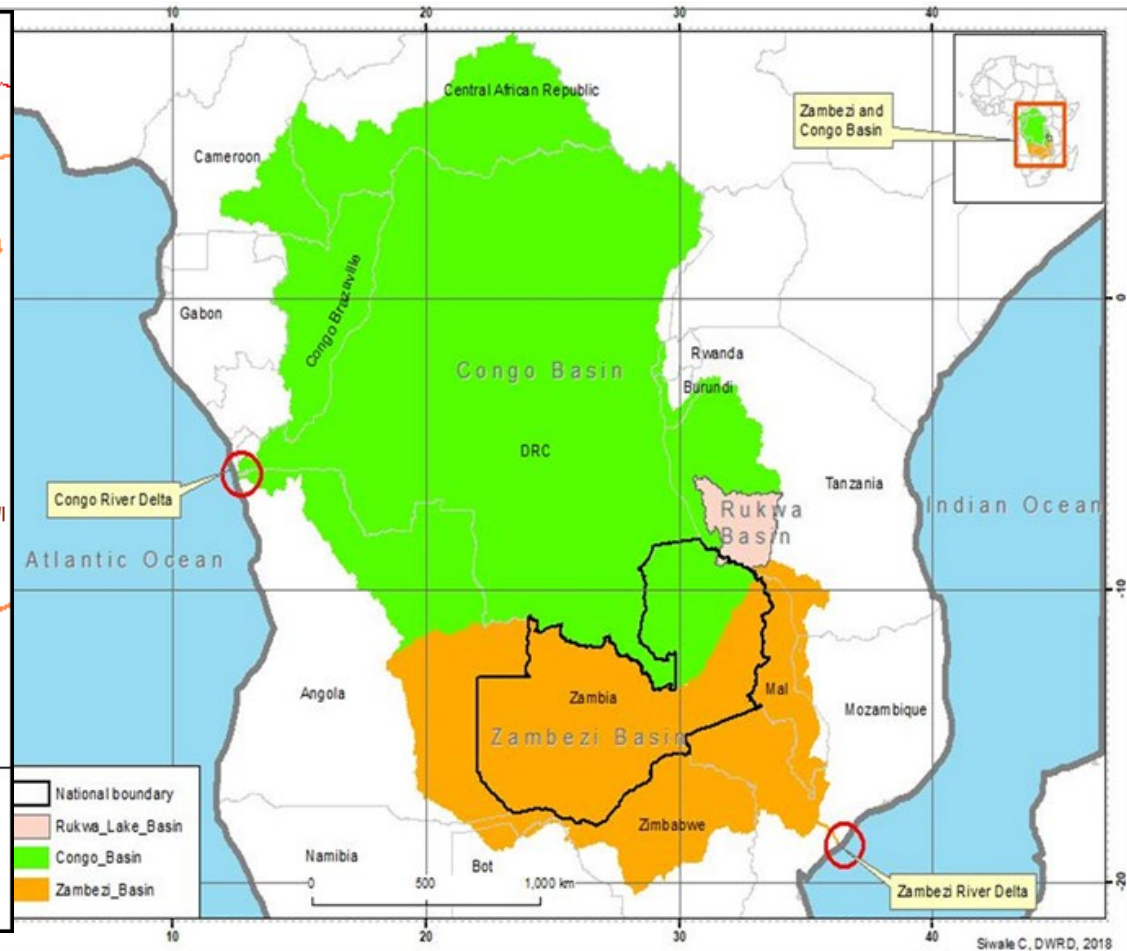 10
20
30
40
Central African Republic
Zambezi and
Congo Basin
Cameroon
Congo Brazaville
Gabon
0
Rwanda
Congo Basin
Burundi
DRC
Congo River Delta
Tanzania
Rukwa
Basin
Indian Ocean
Atlantic Ocean
-10
Angola
Zambia
Mal
Mozambique
Zambezi Basin
National boundary
Rukwa_Lake_Basin
Congo_Basin
Zambezi_Basin
Zimbabwe
Namibia
Bot
0
500
1,000 km
Zambezi River Delta
-20
10
20
30
40
Siwale C, DWRD, 2018